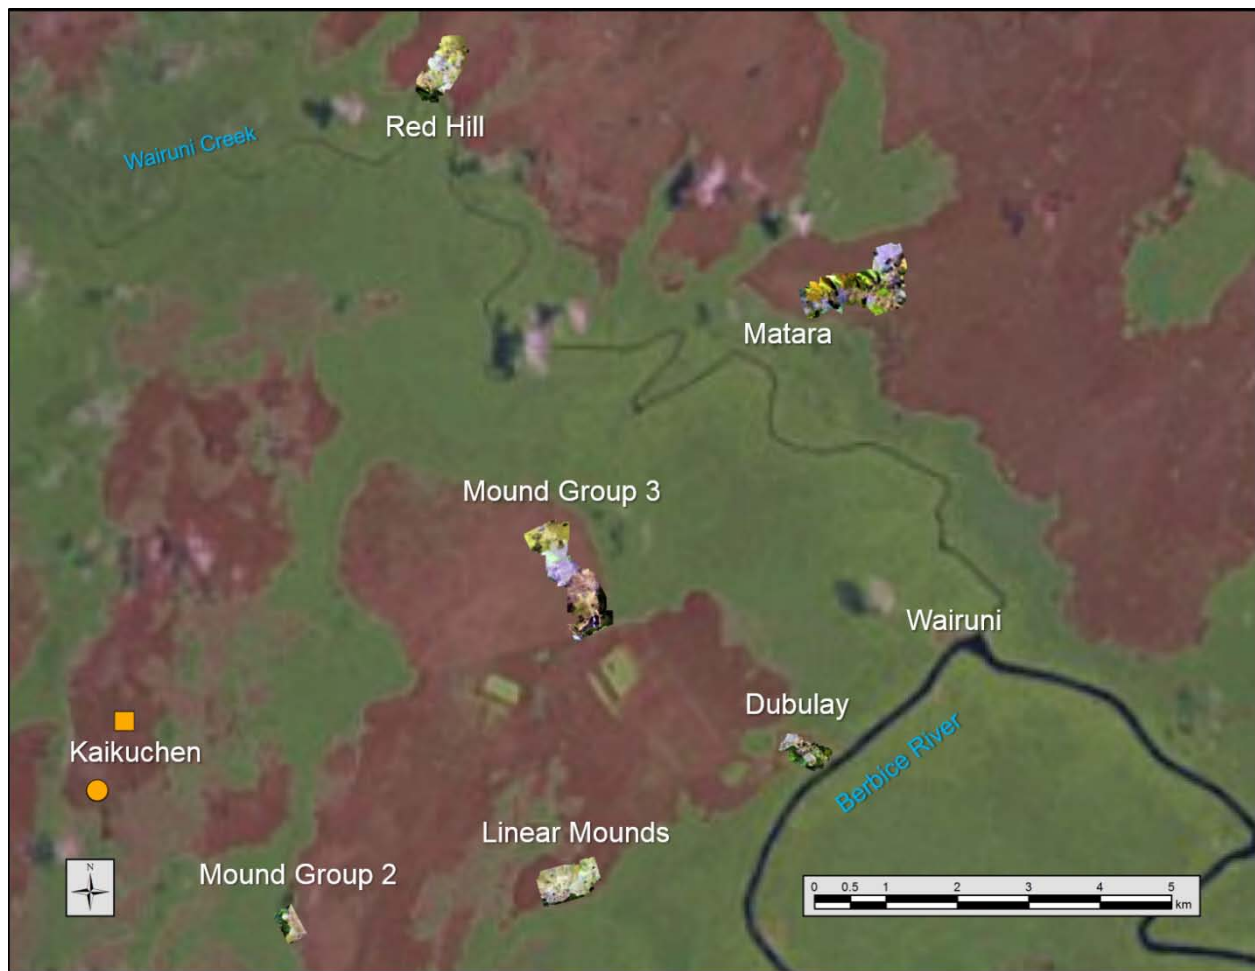 Red Hill
Wairuni Creek
Matara
Mound Group 3
Wairuni
Dubulay
Kaikuchen
Berbice River
Linear Mounds
Mound Group 2
N
0 0.5 1 2 3 4 5
km